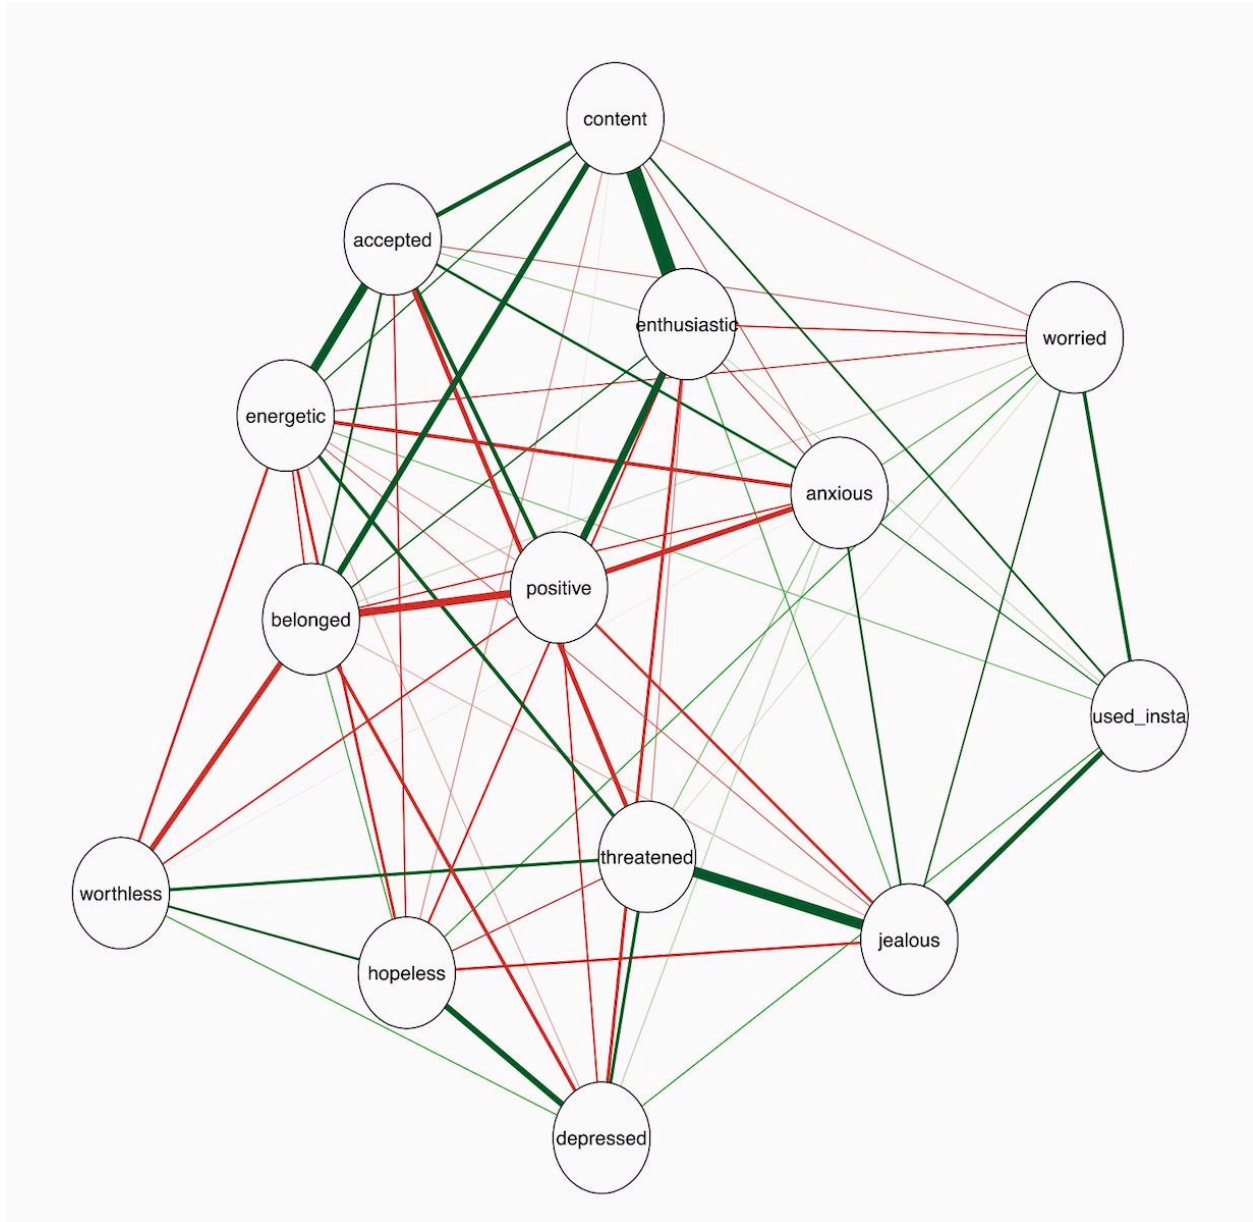 content
accepted
enthusiastic
worried
energetic
anxious
positive
belonged
used_insta
threatened
worthless
jealous
hopeless
depressed